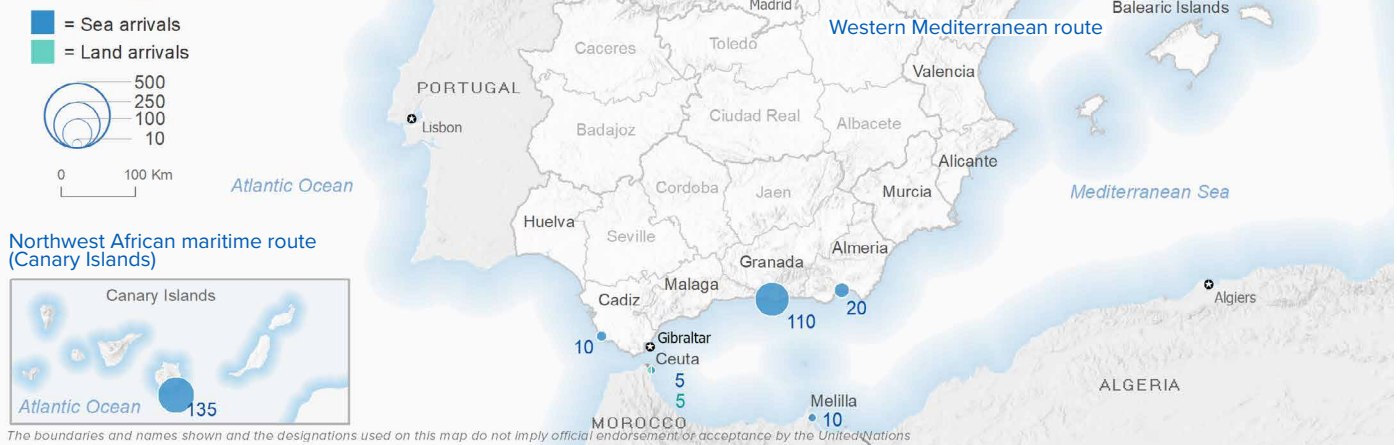 = Sea arrivals
= Land arrivals
500
250
100
10
0 100 Km
Northwest African maritime route
(Canary Islands)
Canary Islands
Atlantic Ocean
135
Atlantic Ocean
PORTUGAL
Lisbon
Madrid
Western Mediterranean route
Balearic Islands
Caceres
Toledo
Valencia
Badajoz
Ciudad Real
Albacete
Alicante
Cordoba
Jaen
Murcia
Mediterranean Sea
Huelva
Seville
Almeria
Granada
Malaga
Cadiz
110
20
10
Gibraltar
Ceuta
5
5
Melilla
10
MOROCCO
Algiers
ALGERIA
The boundaries and names shown and the designations used on this map do not imply official endorsement or acceptance by the United Nations